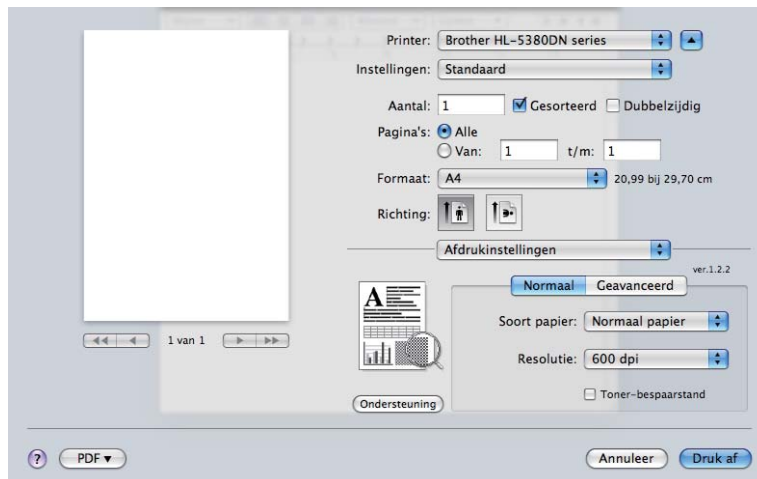 Printer: Brother HL-5380DN series
Instellingen: Standaard
Aantal: 1 Gesorteerd Dubbelzijdig
Pagina's: Alle
Van: 1 t/m: 1
Formaat: A4 20,99 bij 29,70 cm
Richting:
Afdrukinstellingen
ver.1.2.2
Normaal Geavanceerd
A
Soort papier: Normaal papier
1 van 1
Resolutie: 600 dpi
Toner-bespaarstand
Ondersteuning
? PDF Annuleer Druk af